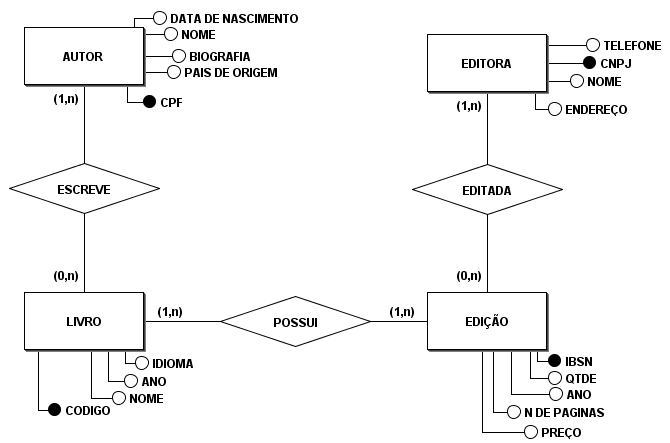 DATA DE NASCIMENTO
NOME
AUTOR
BIOGRAFIA
PAIS DE ORIGEM
(1,n)
CPF
TELEFONE
EDITORA
CNPJ
NOME
(1,n)
ENDEREÇO
ESCREVE
EDITADA
(0,n)
(0,n)
LIVRO
(1,n)
POSSUI
(1,n)
EDIÇÃO
IDIOMA
ANO
NOME
CODIGO
IBSN
QTDE
ANO
N DE PAGINAS
PREÇO